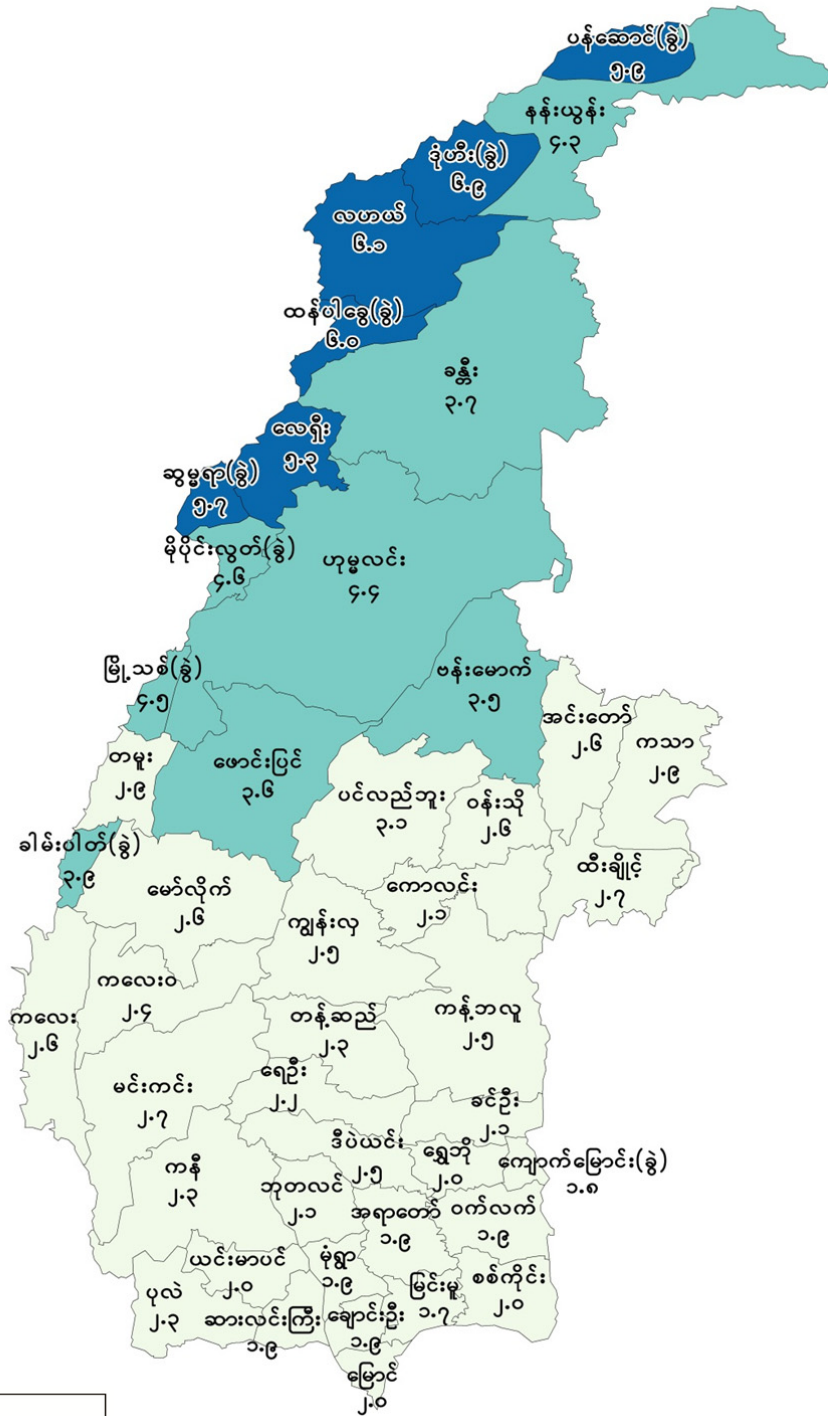 ပန်ဆောင်(ခွဲ)
၅.၉
နန်းယွန်း
၄.၃
ဒုံဟီး(ခွဲ)
၆.၉
လဟယ်
၆.၁
ထန်ပါခွေ(ခွဲ)
၆.၀
ခန္တီး
၃.၇
လေရှီး
၅.၃
ဆွမ္မရာ(ခွဲ)
၅.၇
မိုပိုင်းလွတ်(ခွဲ)
၄.၆
ဟုမ္မလင်း
၄.၄
မြို့သစ်(ခွဲ)
၄.၅
ဗန်းမောက်
၃.၅
အင်းတော်
၂.၆
ကသာ
၂.၉
တမူး
၂.၉
ဖောင်းပြင်
၃.၆
ပင်လည်ဘူး
၃.၁
ဝန်းသို
၂.၆
ခါမ်းပါတ်(ခွဲ)
၃.၉
မော်လိုက်
၂.၆
ကောလင်း
၂.၁
ထီးချိုင့်
၂.၇
ကျွန်းလှ
၂.၅
ကလေးဝ
၂.၄
ကလေး
၂.၆
တန့်ဆည်
၂.၃
ကန့်ဘလူ
၂.၅
ရေဦး
၂.၂
မင်းကင်း
၂.၇
ခင်ဦး
၂.၁
ဒီပဲယင်း
၂.၅
ရွှေဘို
၂.၀
ကျောက်မြောင်း(ခွဲ)
၁.၈
ကနီ
၂.၃
ဘုတလင်
၂.၁
အရာတော်
၁.၉
ဝက်လက်
၁.၉
ယင်းမာပင်
၂.၀
မုံရွာ
၁.၉
မြင်းမူ
၁.၇
စစ်ကိုင်း
၂.၀
ပုလဲ
၂.၃
ဆားလင်းကြီး
၁.၉
ချောင်းဦး
၁.၉
မြောင်
၂.၀